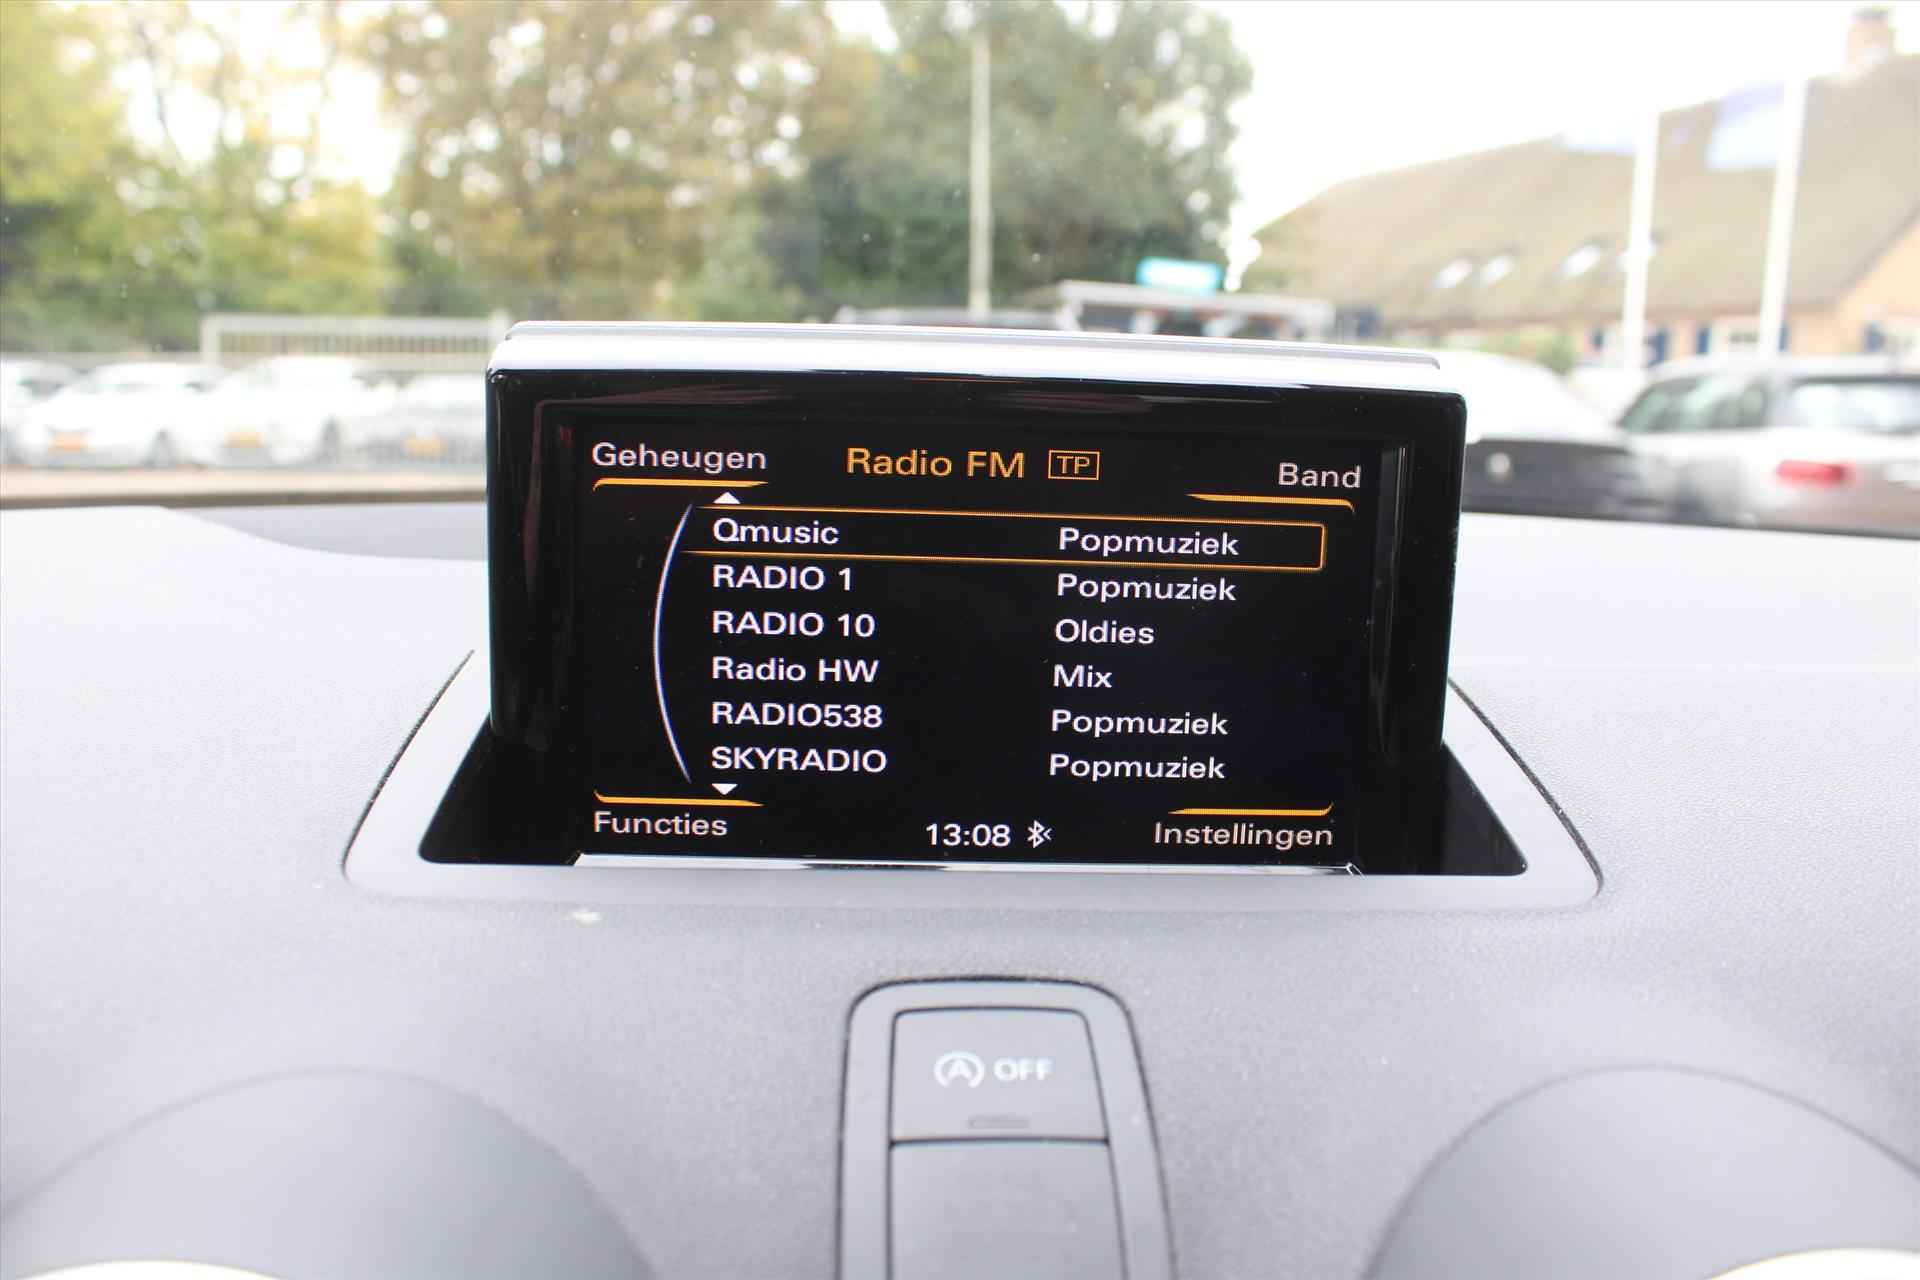 Geheugen Radio FM TP Band
Qmusic Popmuziek
RADIO 1 Popmuziek
RADIO 10 Oldies
Radio HW Mix
RADIO538 Popmuziek
SKYRADIO Popmuziek
Functies 13:08 Instellingen
A OFF